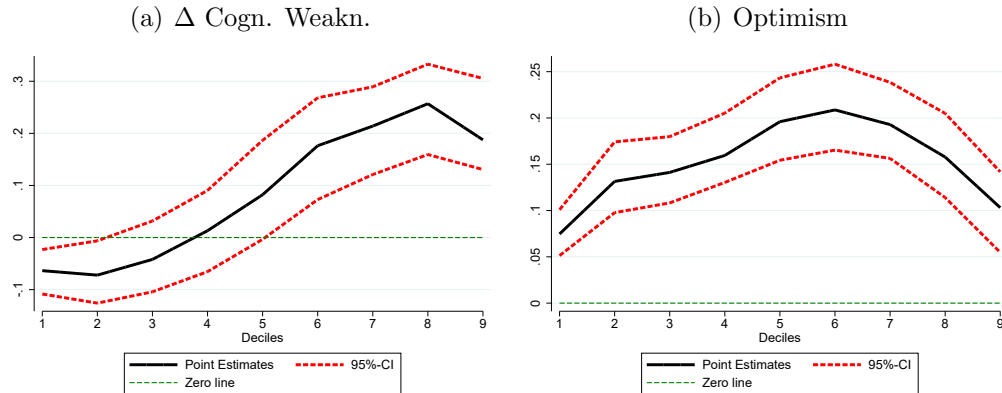 (a) Δ Cogn. Weakn.
.3
.2
.1
0
-.1
1 2 3 4 5 6 7 8 9
Deciles
Point Estimates 95%-CI
Zero line
(b) Optimism
.25
.2
.15
.1
.05
0
1 2 3 4 5 6 7 8 9
Deciles
Point Estimates 95%-CI
Zero line